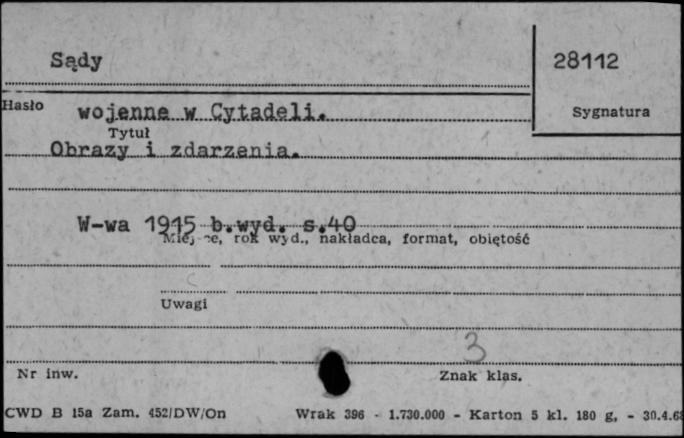 Sądy
28112
Hasło
wojenne w Cytadeli.
Sygnatura
Tytuł
Obrazy i zdarzenia.
W-wa 1915 b.wyd. s.40
Miejsce, rok wyd., nakładca, format, objętość
Uwagi
3
Nr inw.
Znak klas.
CWD B 15a Zam. 452/DW/On Wrak 396 - 1.730.000 - Karton 5 kl. 180 g, - 30.4.68